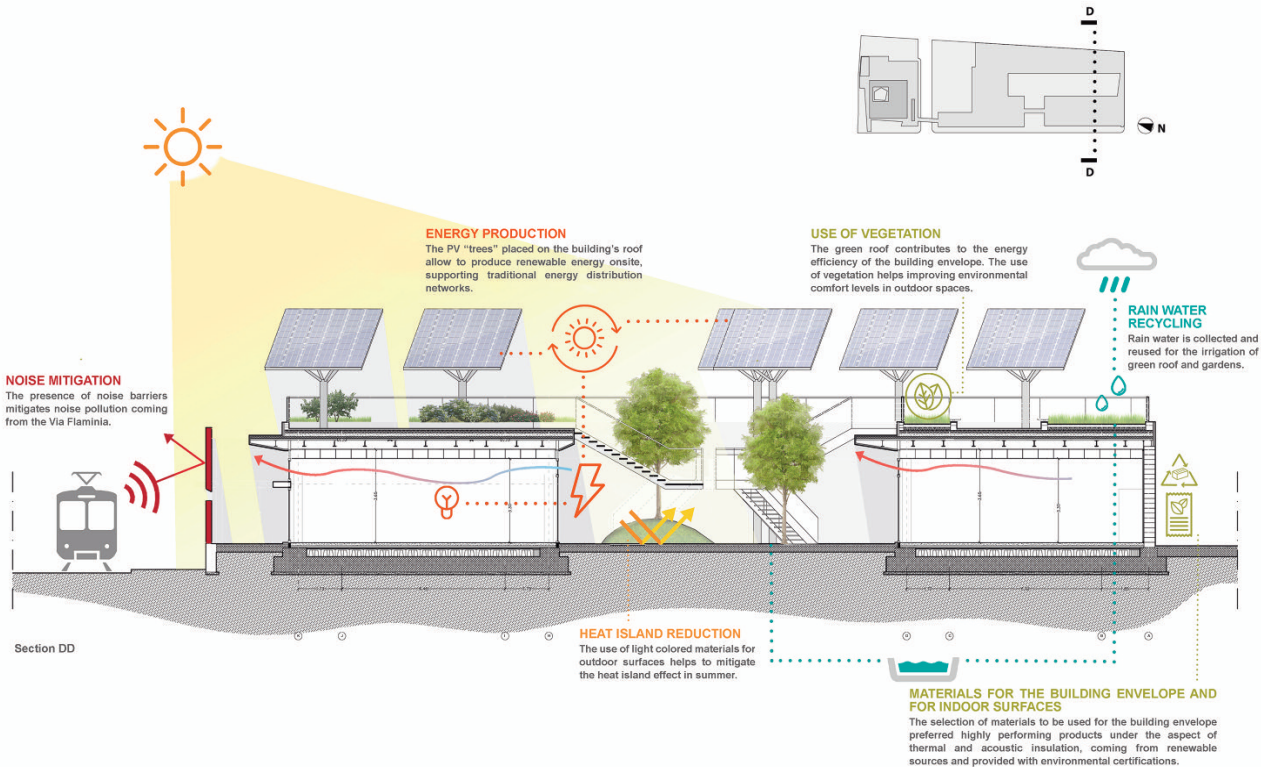 D
N
D
ENERGY PRODUCTION
The PV “trees” placed on the building's roof
allow to produce renewable energy onsite,
supporting traditional energy distribution
networks.
USE OF VEGETATION
The green roof contributes to the energy
efficiency of the building envelope. The use
of vegetation helps improving environmental
comfort levels in outdoor spaces.
RAIN WATER
RECYCLING
Rain water is collected and
reused for the irrigation of
green roof and gardens.
NOISE MITIGATION
The presence of noise barriers
mitigates noise pollution coming
from the Via Flaminia.
HEAT ISLAND REDUCTION
The use of light colored materials for
outdoor surfaces helps to mitigate
the heat island effect in summer.
Section DD
MATERIALS FOR THE BUILDING ENVELOPE AND
FOR INDOOR SURFACES
The selection of materials to be used for the building envelope
preferred highly performing products under the aspect of
thermal and acoustic insulation, coming from renewable
sources and provided with environmental certifications.